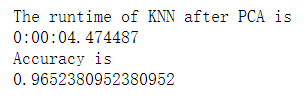 The runtime of KNN after PCA is
0:00:04.474487
Accuracy is
0.9652380952380952